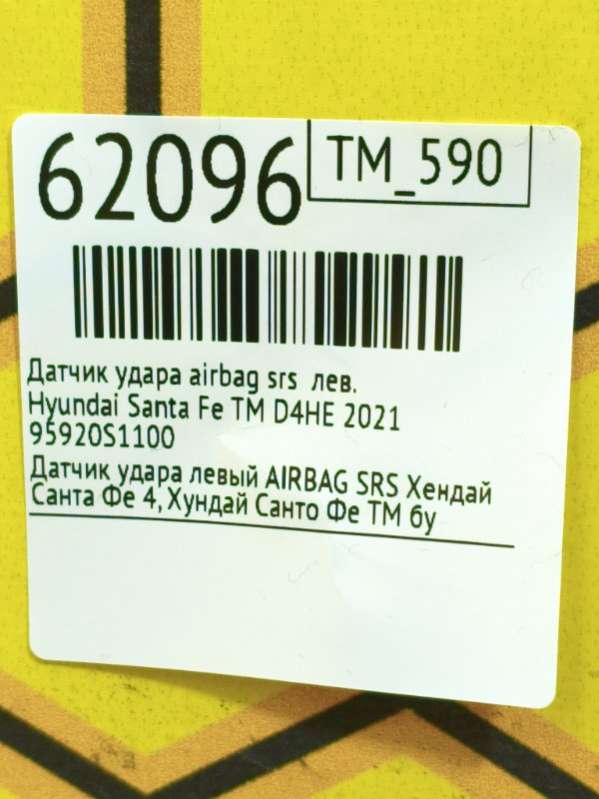 62096
TM_590
Датчик удара airbag srs лев.
Hyundai Santa Fe TM D4HE 2021
95920S1100
Датчик удара левый AIRBAG SRS Хендай
Санта Фе 4, Хундай Санто Фе ТМ бу